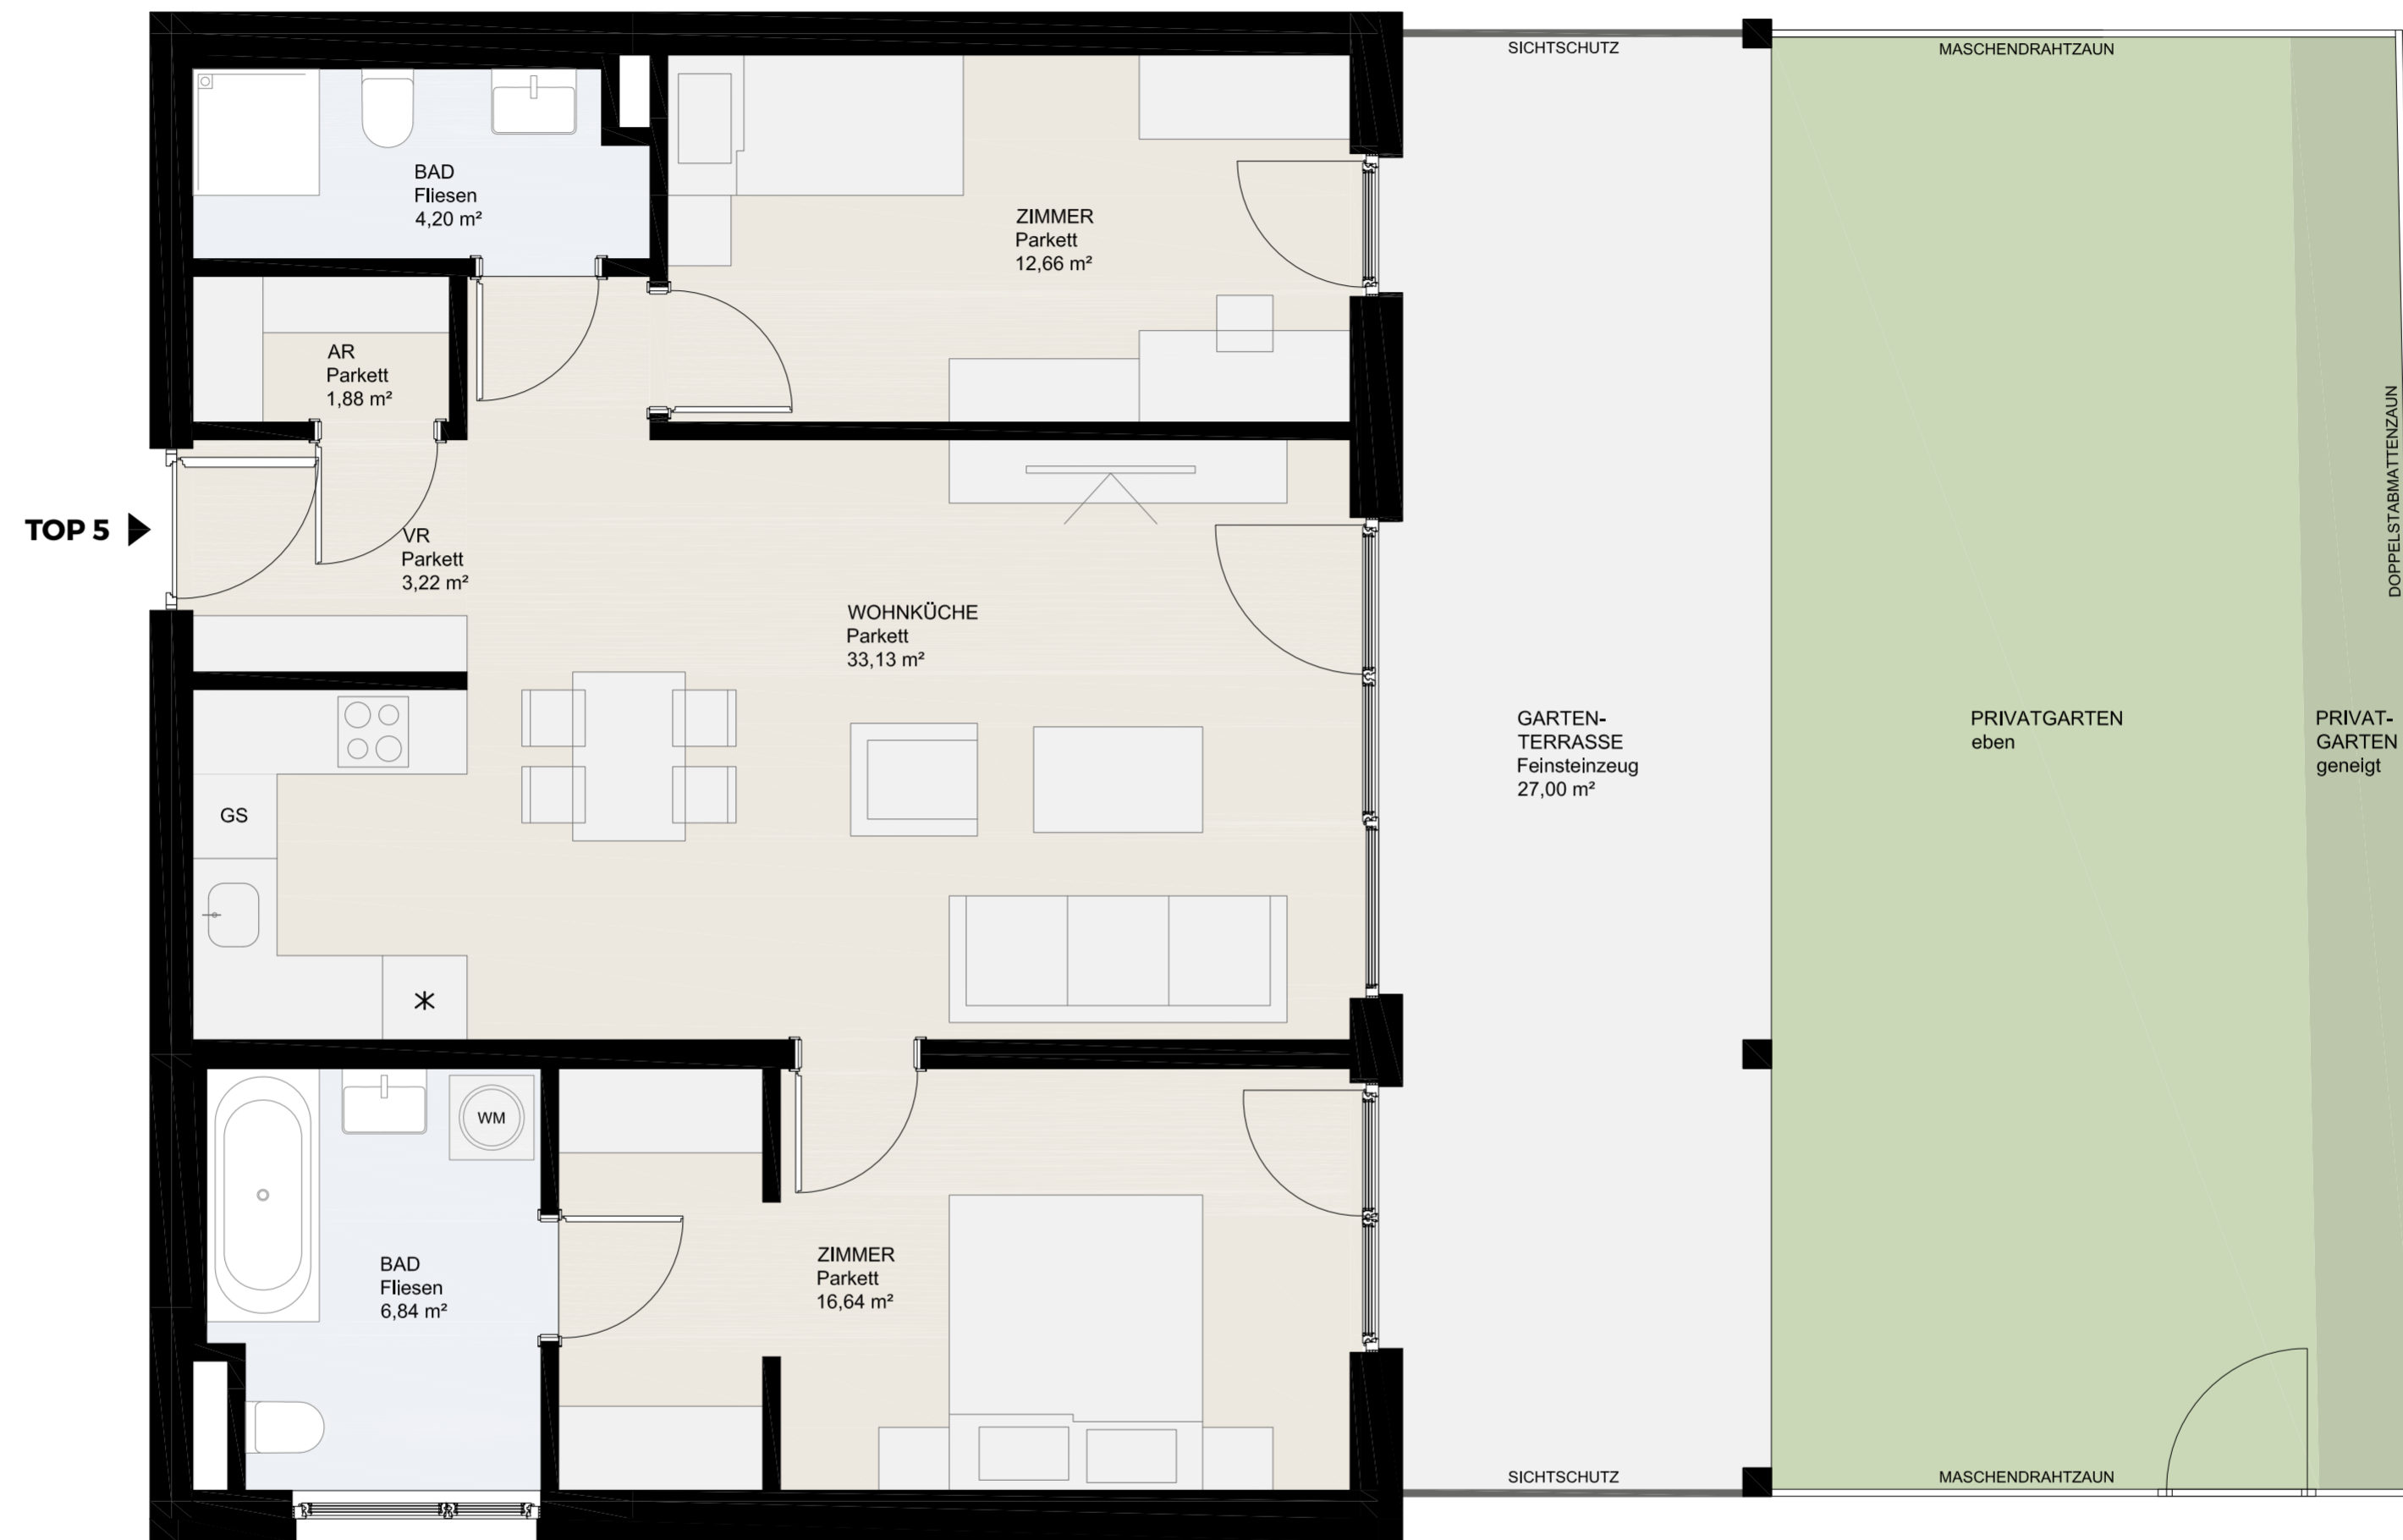 SICHTSCHUTZ
MASCHENDRAHTZAUN
BAD
Fliesen
4,20 m²
ZIMMER
Parkett
12,66 m²
AR
Parkett
1,88 m²
DOPPELSTABMATTENZAUN
TOP 5
VR
Parkett
3,22 m²
WOHNKÜCHE
Parkett
33,13 m²
GARTEN-
TERRASSE
Feinsteinzeug
27,00 m²
PRIVATGARTEN
eben
PRIVAT-
GARTEN
geneigt
GS
WM
BAD
Fliesen
6,84 m²
ZIMMER
Parkett
16,64 m²
SICHTSCHUTZ
MASCHENDRAHTZAUN